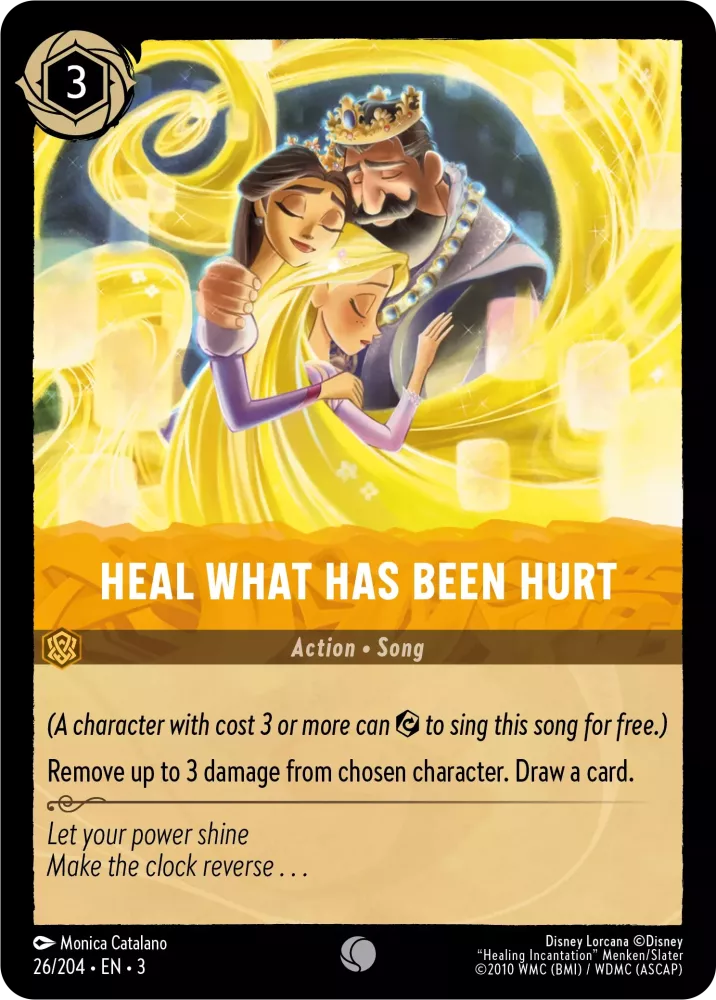 3
HEAL WHAT HAS BEEN HURT
Action • Song
(A character with cost 3 or more can to sing this song for free.)
Remove up to 3 damage from chosen character. Draw a card.
Let your power shine
Make the clock reverse . . .
Monica Catalano
26/204 • EN • 3
Disney Lorcana ©Disney
“Healing Incantation” Menken/Slater
©2010 WMC (BMI) / WDMC (ASCAP)